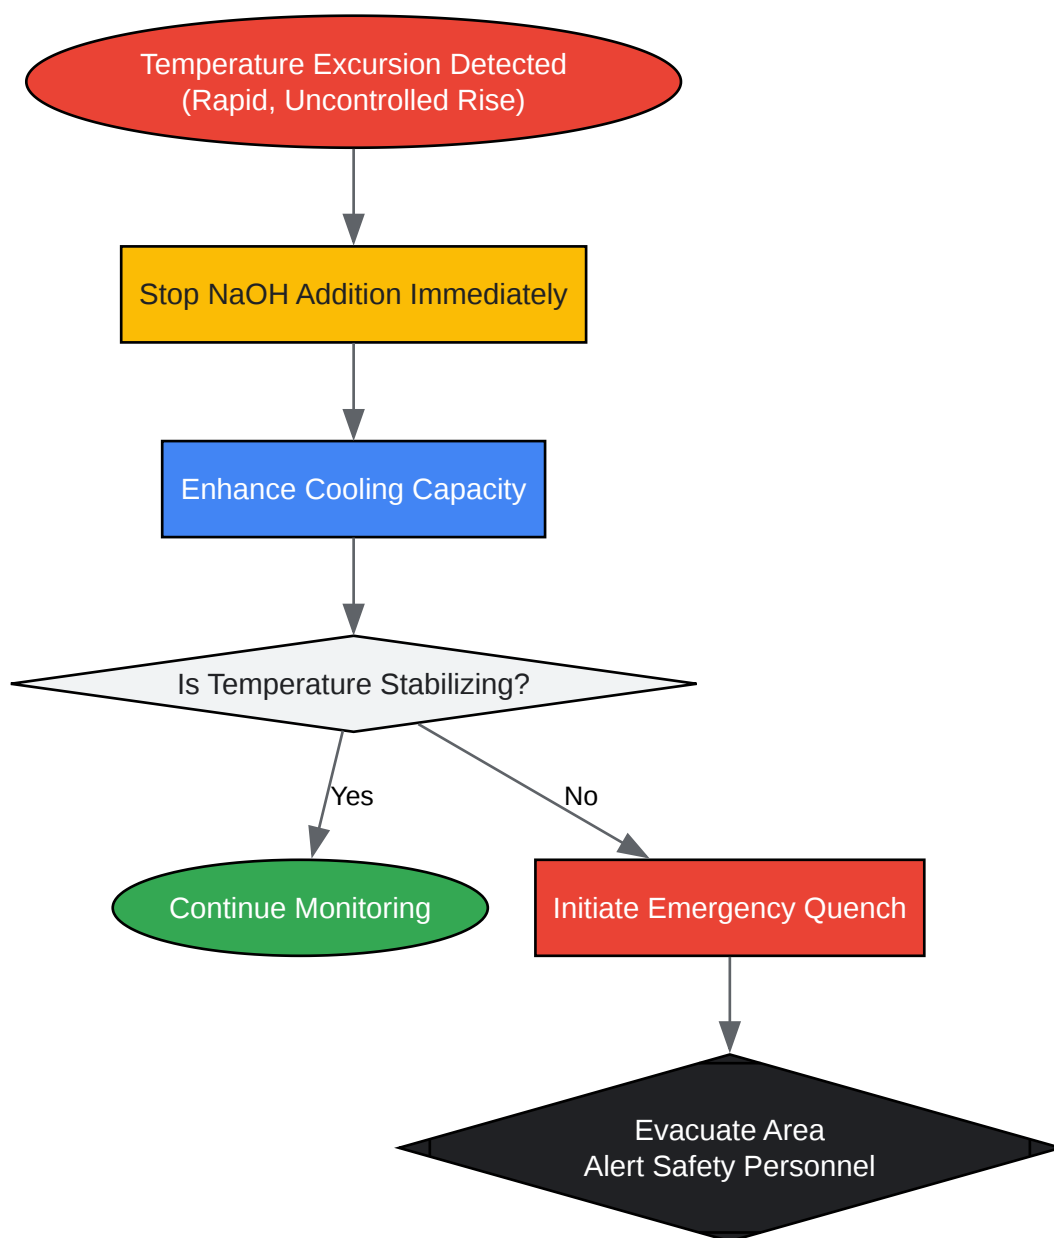 Temperature Excursion Detected
(Rapid, Uncontrolled Rise)
Stop NaOH Addition Immediately
Enhance Cooling Capacity
Is Temperature Stabilizing?
Yes
No
Continue Monitoring
Initiate Emergency Quench
Evacuate Area
Alert Safety Personnel